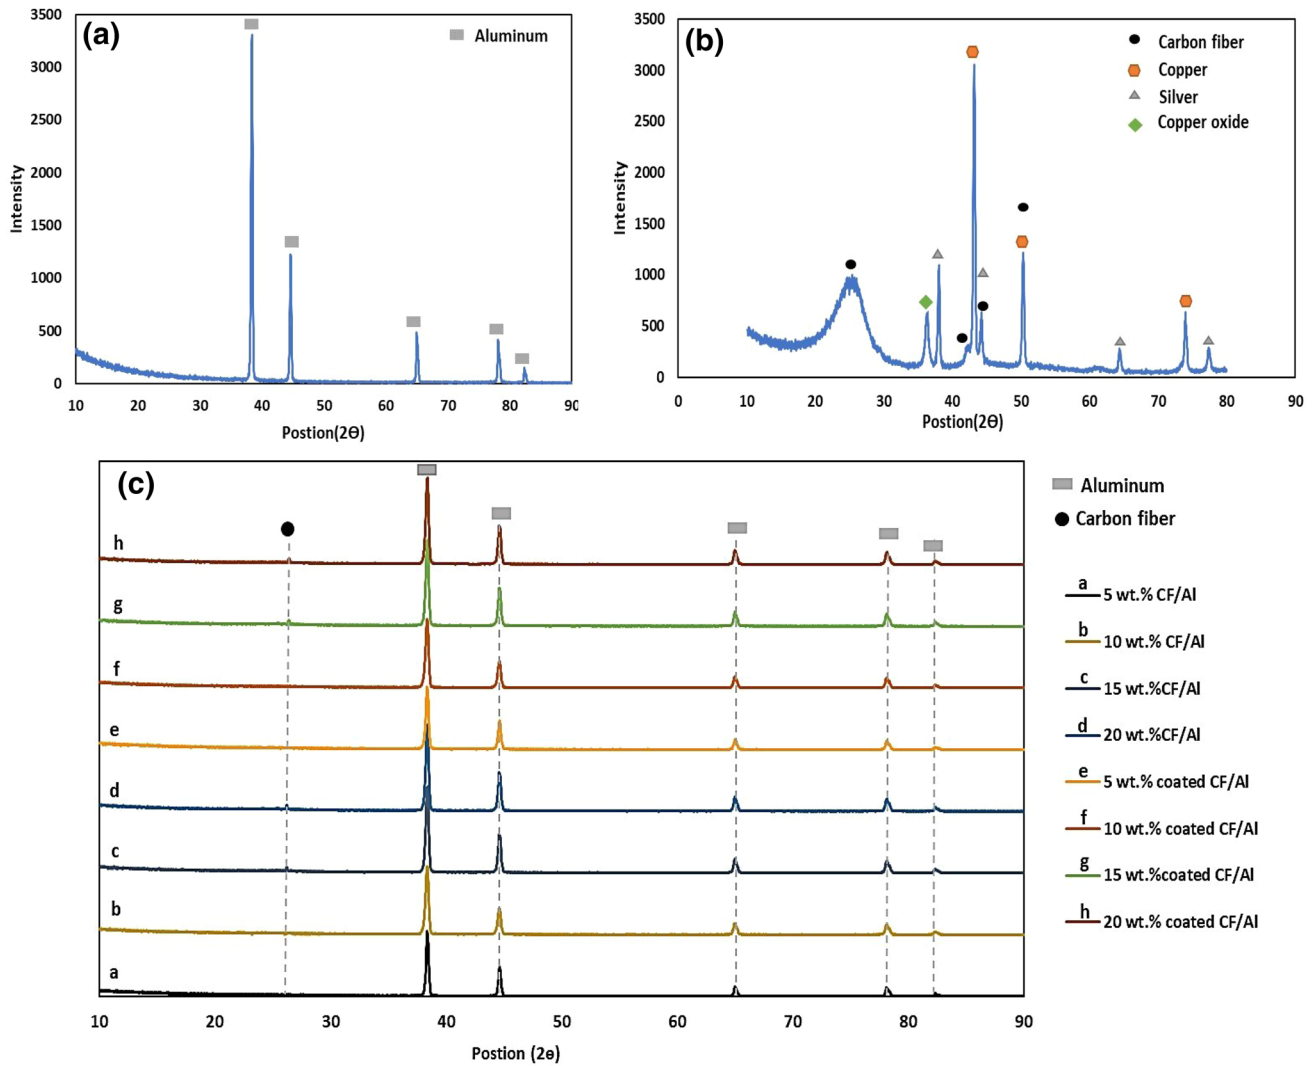 (a)
Aluminum
3500
3000
2500
2000
1500
1000
500
0
Intensity
10 20 30 40 50 60 70 80 90
Postion(2Θ)
(b)
Carbon fiber
Copper
Silver
Copper oxide
3500
3000
2500
2000
1500
1000
500
0
Intensity
0 10 20 30 40 50 60 70 80 90
Postion(2Θ)
(c)
Aluminum
Carbon fiber
h
g
f
e
d
c
b
a
a
5 wt.% CF/Al
b
10 wt.% CF/Al
c
15 wt.%CF/Al
d
20 wt.%CF/Al
e
5 wt.% coated CF/Al
f
10 wt.% coated CF/Al
g
15 wt.%coated CF/Al
h
20 wt.% coated CF/Al
10 20 30 40 50 60 70 80 90
Postion (2ɵ)